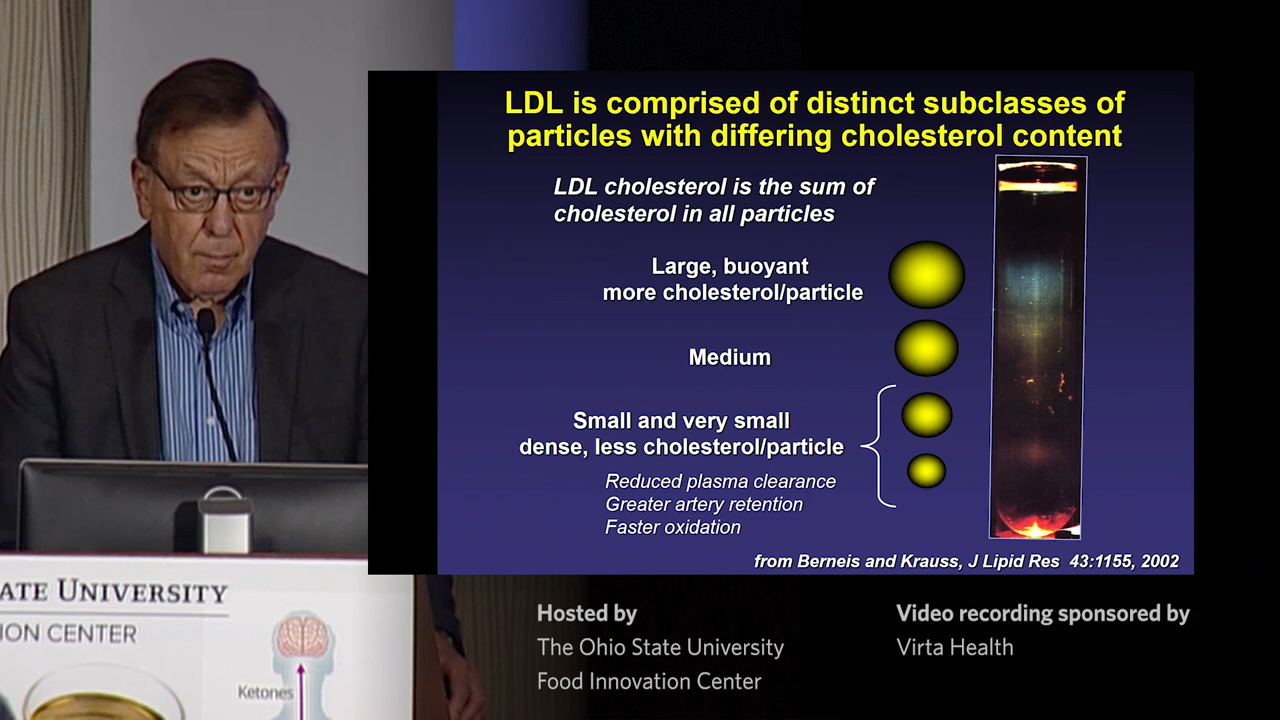 LDL is comprised of distinct subclasses of
particles with differing cholesterol content
LDL cholesterol is the sum of
cholesterol in all particles
Large, buoyant
more cholesterol/particle
Medium
Small and very small
dense, less cholesterol/particle
Reduced plasma clearance
Greater artery retention
Faster oxidation
from Berneis and Krauss, J Lipid Res 43:1155, 2002
ATE UNIVERSITY
ION CENTER
Ketones
Hosted by
The Ohio State University
Food Innovation Center
Video recording sponsored by
Virta Health